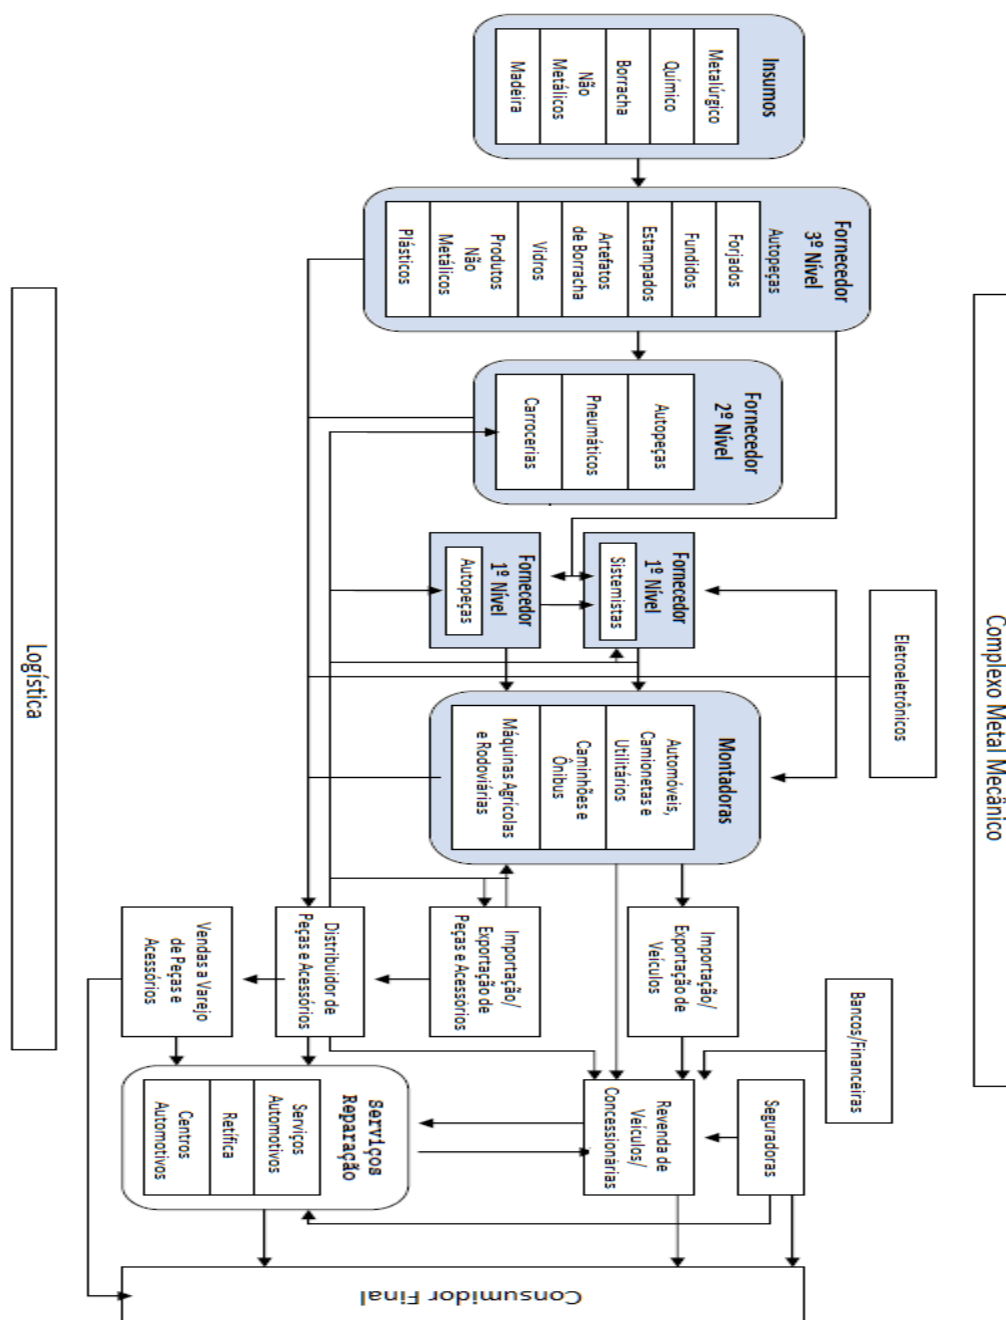 Complexo Metal Mecânico
Insumos
Metalúrgico
Químico
Borracha
Não
Metálicos
Madeira
Fornecedor
3º Nível
Autopeças
Forjados
Fundidos
Estampados
Artefatos
de Borracha
Vidros
Produtos
Não
Metálicos
Plásticos
Fornecedor
2º Nível
Autopeças
Pneumáticos
Carrocerias
Fornecedor
1º Nível
Sistemistas
Fornecedor
1º Nível
Autopeças
Eletroeletrônicos
Montadoras
Automóveis,
Camionetas e
Utilitários
Caminhões e
Ônibus
Máquinas Agrícolas
e Rodoviárias
Importação/
Exportação de
Veículos
Importação/
Exportação de
Peças e Acessórios
Distribuidor de
Peças e Acessórios
Vendas a Varejo
de Peças e
Acessórios
Bancos/Financeiras
Seguradoras
Revenda de
Veículos/
Concessionárias
Serviços
Reparação
Serviços
Automotivos
Retífica
Centros
Automotivos
Consumidor Final
Logística